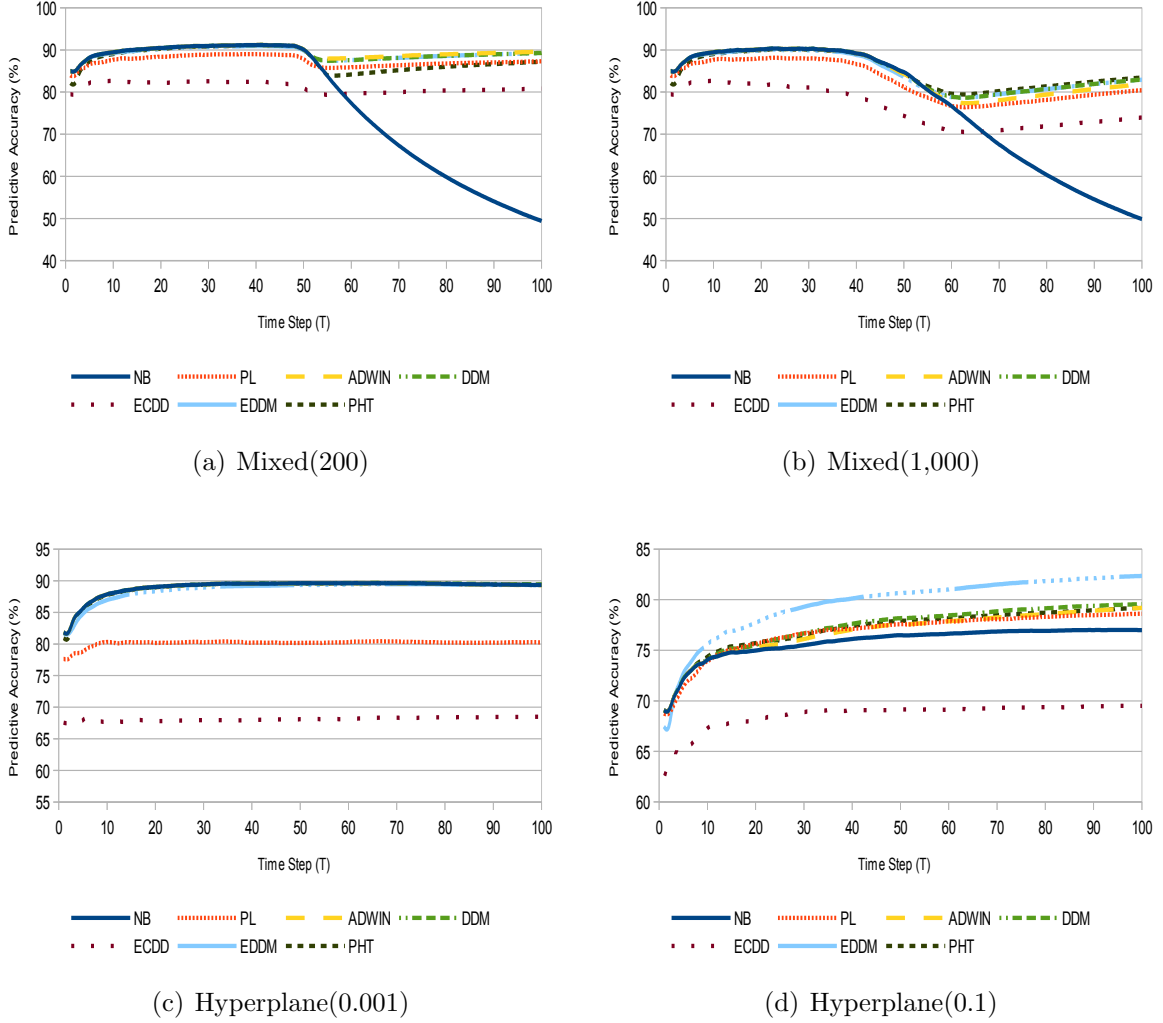 Predictive Accuracy (%)
100
90
80
70
60
50
40
0 10 20 30 40 50 60 70 80 90 100
Time Step (T)
NB PL ADWIN DDM
ECDD EDDM PHT
(a) Mixed(200)
Predictive Accuracy (%)
100
90
80
70
60
50
40
0 10 20 30 40 50 60 70 80 90 100
Time Step (T)
NB PL ADWIN DDM
ECDD EDDM PHT
(b) Mixed(1,000)
Predictive Accuracy (%)
95
90
85
80
75
70
65
60
55
0 10 20 30 40 50 60 70 80 90 100
Time Step (T)
NB PL ADWIN DDM
ECDD EDDM PHT
(c) Hyperplane(0.001)
Predictive Accuracy (%)
85
80
75
70
65
60
0 10 20 30 40 50 60 70 80 90 100
Time Step (T)
NB PL ADWIN DDM
ECDD EDDM PHT
(d) Hyperplane(0.1)